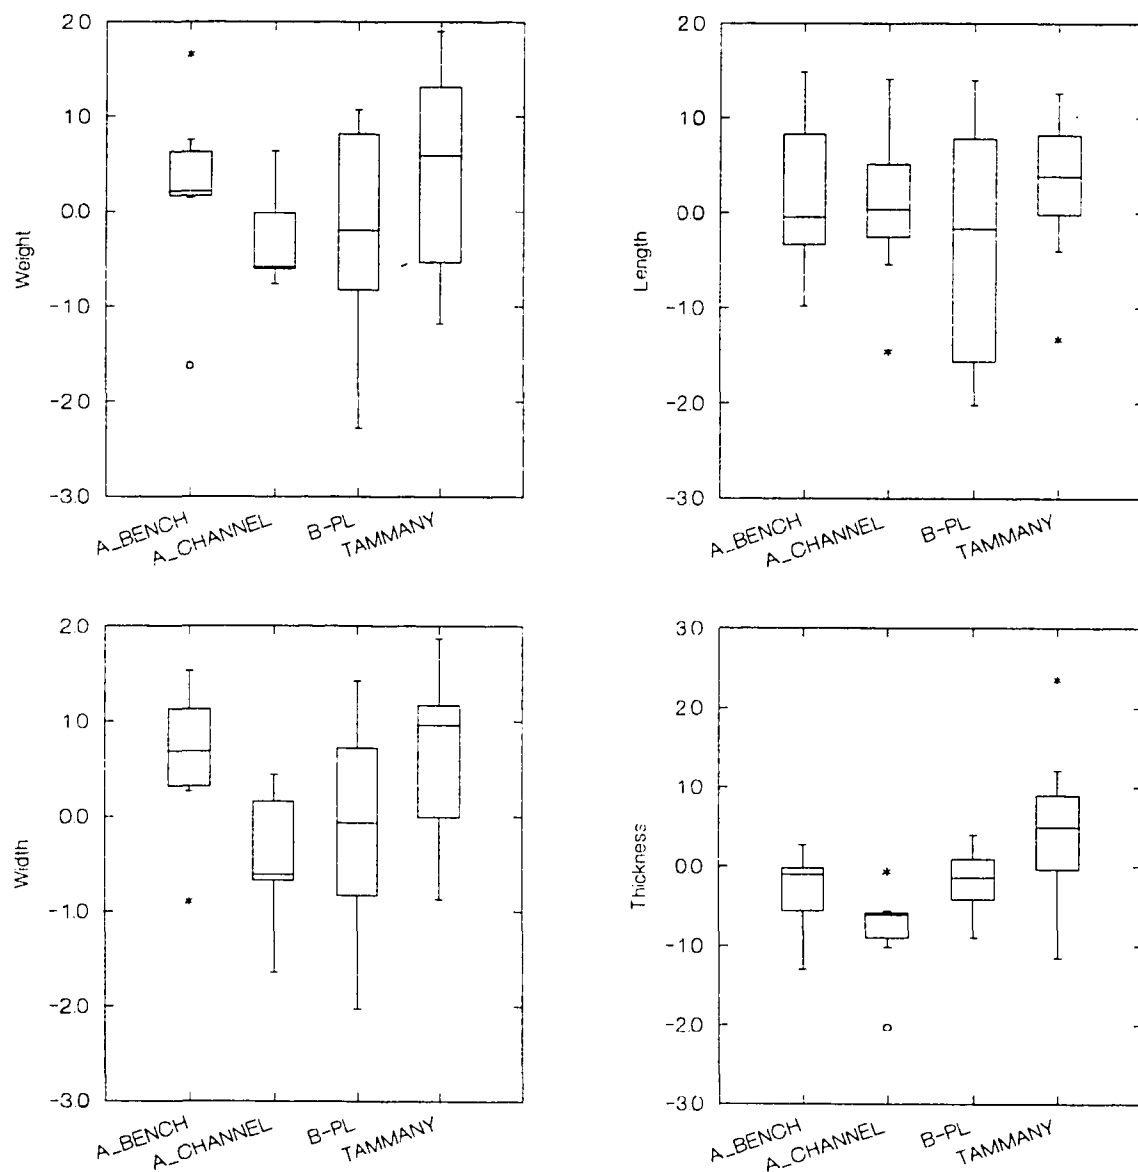 2.0
1.0
0.0
-1.0
-2.0
-3.0
Weight
A_BENCH
A_CHANNEL
B-PL
TAMMANY
2.0
1.0
0.0
-1.0
-2.0
-3.0
Length
A_BENCH
A_CHANNEL
B-PL
TAMMANY
2.0
1.0
0.0
-1.0
-2.0
-3.0
Width
A_BENCH
A_CHANNEL
B-PL
TAMMANY
3.0
2.0
1.0
0.0
-1.0
-2.0
-3.0
Thickness
A_BENCH
A_CHANNEL
B-PL
TAMMANY